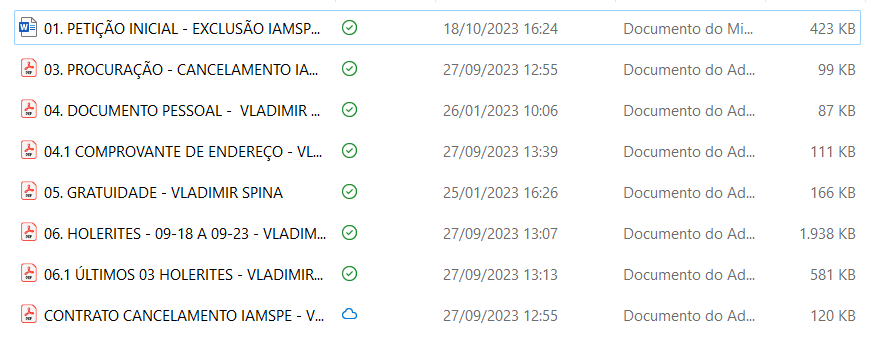 01. PETIÇÃO INICIAL - EXCLUSÃO IAMSP... 18/10/2023 16:24 Documento do Mi... 423 KB
03. PROCURAÇÃO - CANCELAMENTO IA... 27/09/2023 12:55 Documento do Ad... 99 KB
04. DOCUMENTO PESSOAL - VLADIMIR ... 26/01/2023 10:06 Documento do Ad... 87 KB
04.1 COMPROVANTE DE ENDEREÇO - VL... 27/09/2023 13:39 Documento do Ad... 111 KB
05. GRATUIDADE - VLADIMIR SPINA 25/01/2023 16:26 Documento do Ad... 166 KB
06. HOLERITES - 09-18 A 09-23 - VLADIM... 27/09/2023 13:07 Documento do Ad... 1.938 KB
06.1 ÚLTIMOS 03 HOLERITES - VLADIMIR... 27/09/2023 13:13 Documento do Ad... 581 KB
CONTRATO CANCELAMENTO IAMSPE - V... 27/09/2023 12:55 Documento do Ad... 120 KB